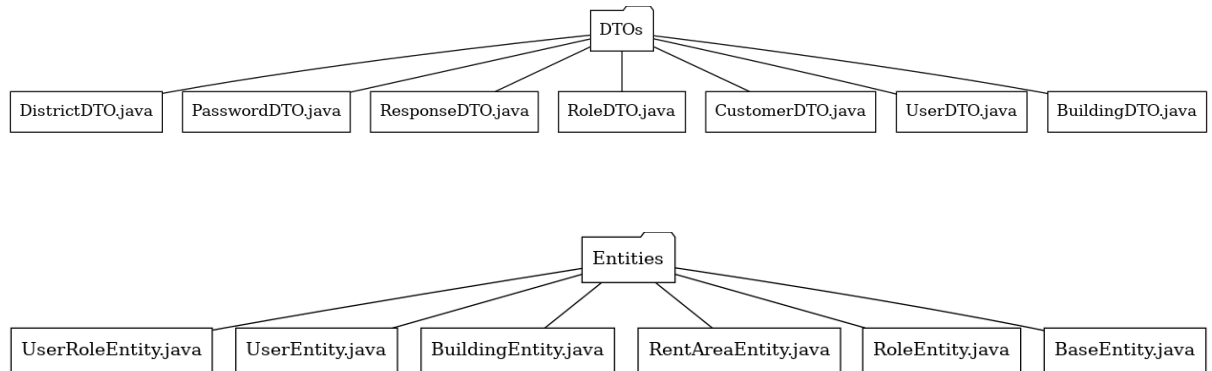 DTOs
DistrictDTO.java PasswordDTO.java ResponseDTO.java RoleDTO.java CustomerDTO.java UserDTO.java BuildingDTO.java
Entities
UserRoleEntity.java UserEntity.java BuildingEntity.java RentAreaEntity.java RoleEntity.java BaseEntity.java